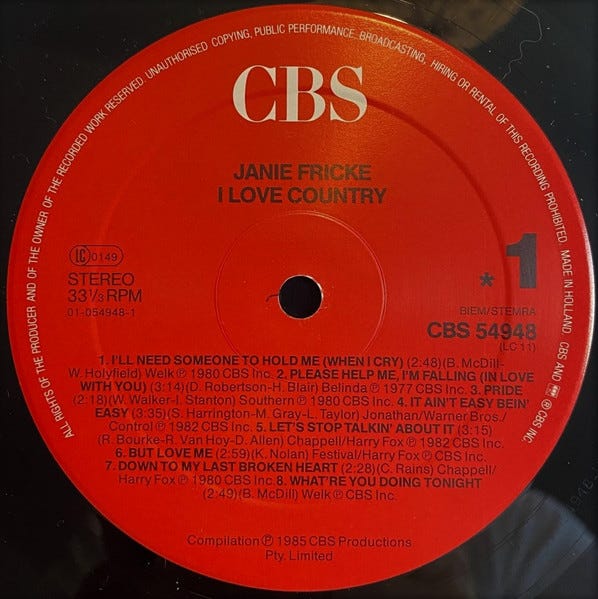 ALL RIGHTS OF THE PRODUCER AND OF THE OWNER OF THE RECORDED WORK RESERVED. UNAUTHORISED COPYING, PUBLIC PERFORMANCE, BROADCASTING, HIRING OR RENTAL OF THIS RECORDING PROHIBITED. MADE IN HOLLAND CBS AND ® CBS INC.
CBS
JANIE FRICKE
I LOVE COUNTRY
LC 0149
STEREO
33⅓ RPM
01-054948-1
* 1
BIEM/STEMRA
CBS 54948
(LC 11)
1. I'LL NEED SOMEONE TO HOLD ME (WHEN I CRY) (2:48)(B. McDill-
W. Holyfield) Welk ℗ 1980 CBS Inc. 2. PLEASE HELP ME, I'M FALLING (IN LOVE
WITH YOU) (3:14)(D. Robertson-H. Blair) Belinda ℗ 1977 CBS Inc. 3. PRIDE
(2:18)(W. Walker-I. Stanton) Southern ℗ 1980 CBS Inc. 4. IT AIN'T EASY BEIN'
EASY (3:35)(S. Harrington-M. Gray-L. Taylor) Jonathan/Warner Bros./
Control ℗ 1982 CBS Inc. 5. LET'S STOP TALKIN' ABOUT IT (3:15)
(R. Bourke-R. Van Hoy-D. Allen) Chappell/Harry Fox ℗ 1982 CBS Inc.
6. BUT LOVE ME (2:59)(K. Nolan) Festival/Harry Fox ℗ CBS Inc.
7. DOWN TO MY LAST BROKEN HEART (2:28)(C. Rains) Chappell/
Harry Fox ℗ 1980 CBS Inc. 8. WHAT'RE YOU DOING TONIGHT
(2:49)(B. McDill) Welk ℗ CBS Inc.
Compilation ℗ 1985 CBS Productions
Pty. Limited